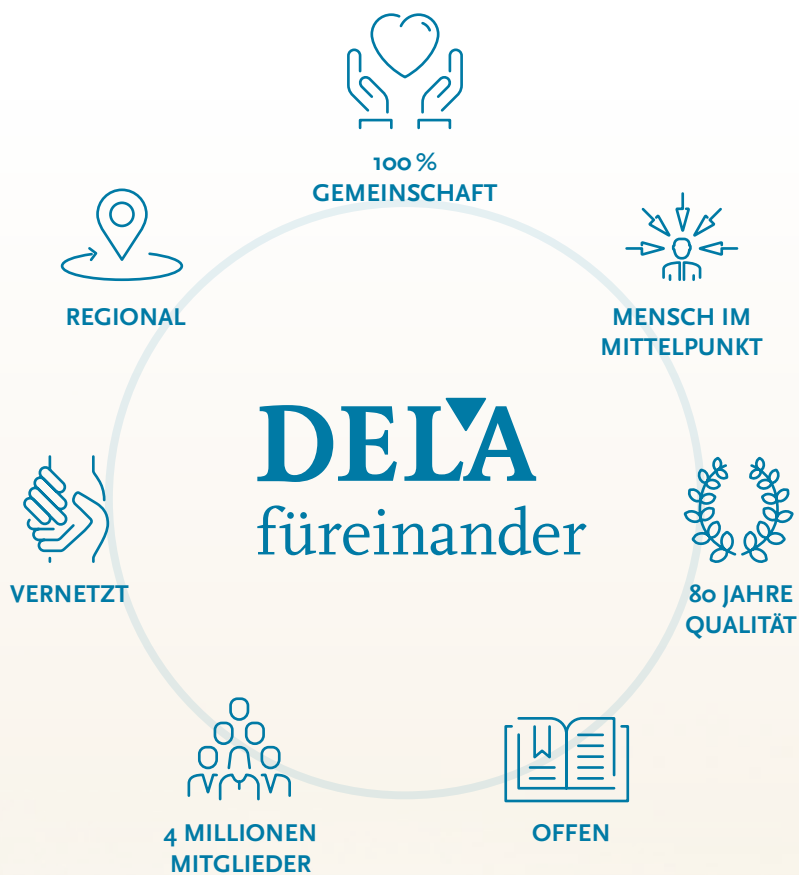 100 %
GEMEINSCHAFT
REGIONAL
MENSCH IM
MITTELPUNKT
DELA
füreinander
VERNETZT
80 JAHRE
QUALITÄT
4 MILLIONEN
MITGLIEDER
OFFEN